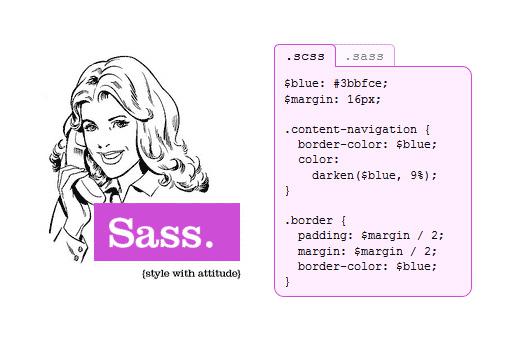 Sass.
{style with attitude}
.scss .sass
$blue: #3bbfce;
$margin: 16px;
.content-navigation {
border-color: $blue;
color:
darken($blue, 9%);
}
.border {
padding: $margin / 2;
margin: $margin / 2;
border-color: $blue;
}